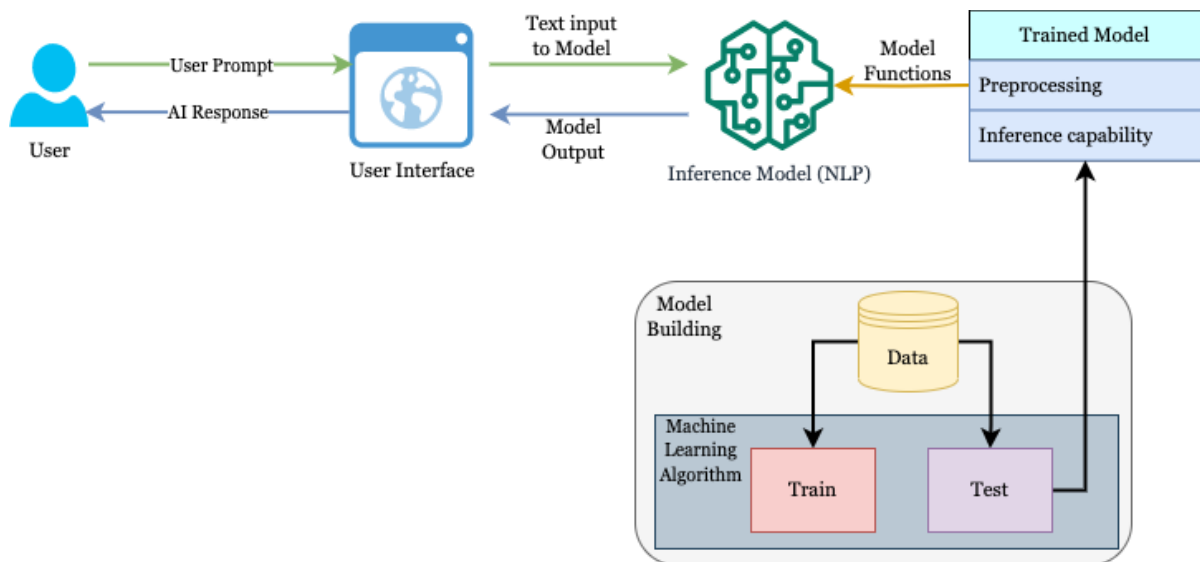 User Prompt
AI Response
User
User Interface
Text input
to Model
Model
Output
Inference Model (NLP)
Model
Functions
Trained Model
Preprocessing
Inference capability
Model
Building
Data
Machine
Learning
Algorithm
Train
Test